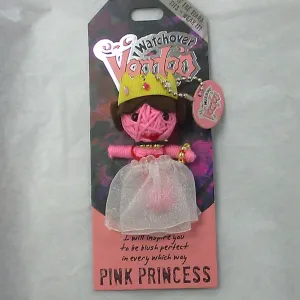 Watchover
Voodoo
I will inspire you
to be blush perfect
in every which way
PINK PRINCESS